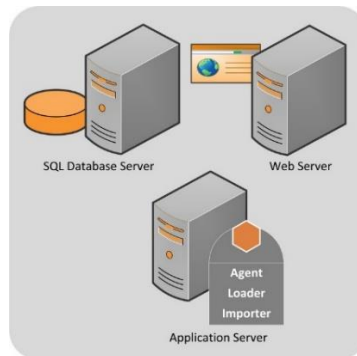 SQL Database Server
Web Server
Agent
Loader
Importer
Application Server